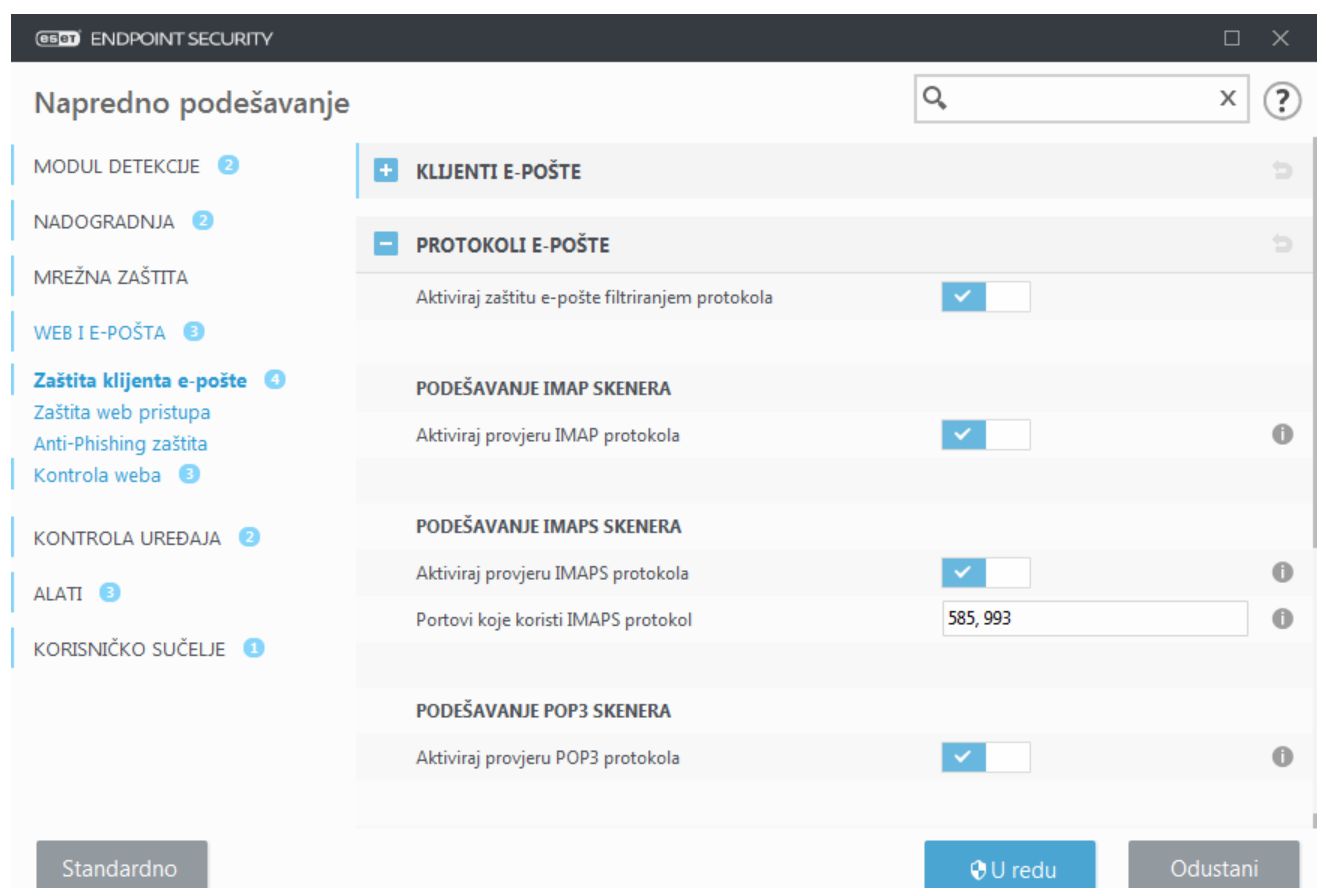 eset ENDPOINT SECURITY
Napredno podešavanje
x
?
MODUL DETEKCIJE 2
NADOGRADNJA 2
MREŽNA ZAŠTITA
WEB I E-POŠTA 3
Zaštita klijenta e-pošte 4
Zaštita web pristupa
Anti-Phishing zaštita
Kontrola weba 3
KONTROLA UREĐAJA 2
ALATI 3
KORISNIČKO SUČELJE 1
KLIJENTI E-POŠTE
PROTOKOLI E-POŠTE
Aktiviraj zaštitu e-pošte filtriranjem protokola
PODEŠAVANJE IMAP SKENERA
Aktiviraj provjeru IMAP protokola
PODEŠAVANJE IMAPS SKENERA
Aktiviraj provjeru IMAPS protokola
Portovi koje koristi IMAPS protokol 585, 993
PODEŠAVANJE POP3 SKENERA
Aktiviraj provjeru POP3 protokola
Standardno
U redu
Odustani